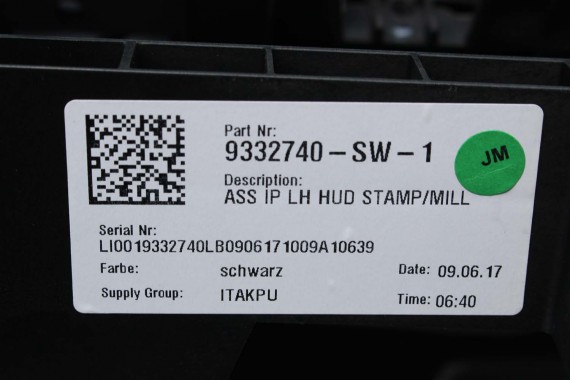 Part Nr:
9332740-SW-1
JM
Description:
ASS IP LH HUD STAMP/MILL
Serial Nr:
LI0019332740LB0906171009A10639
Farbe: schwarz Date: 09.06.17
Supply Group: ITAKPU Time: 06:40